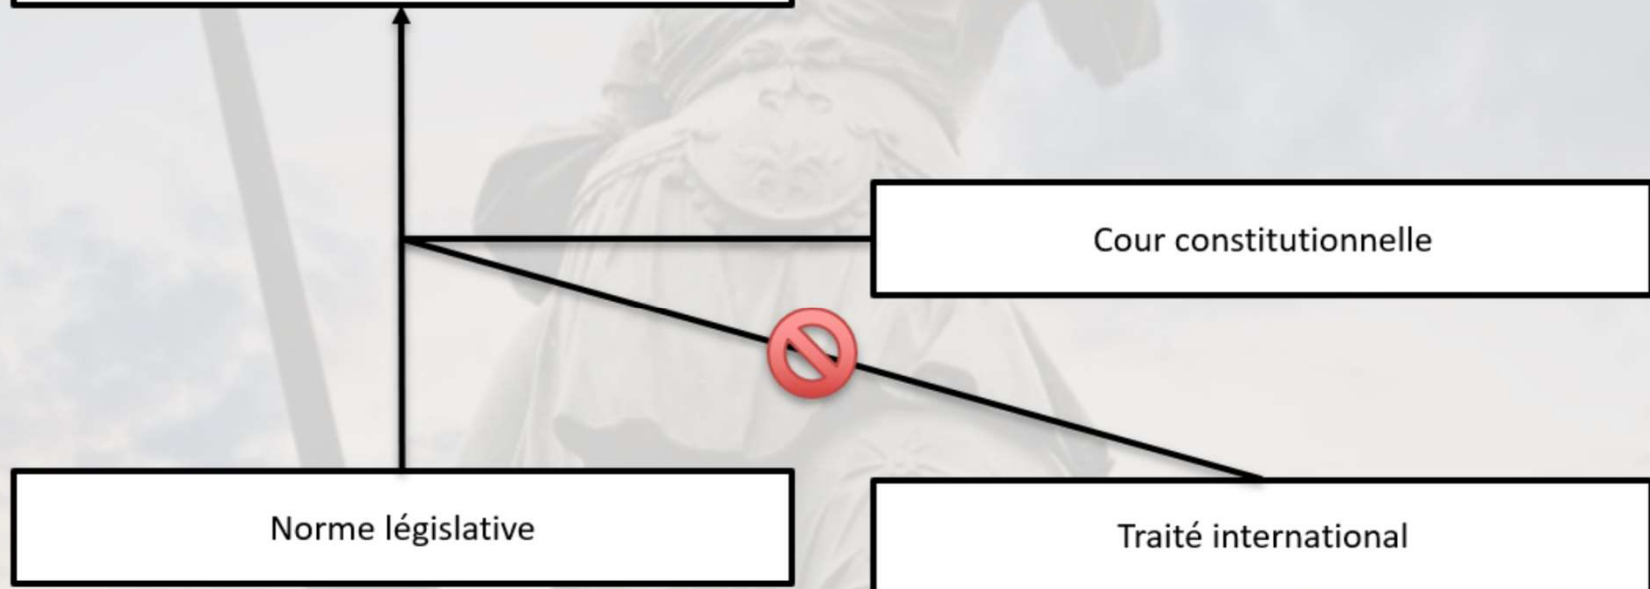 Cour constitutionnelle
Norme législative
Traité international